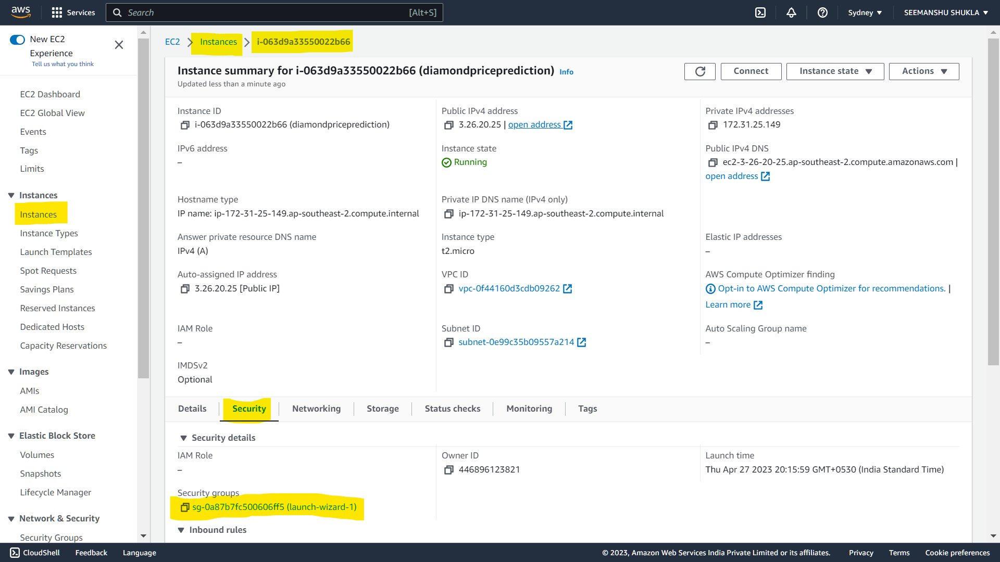 aws
Services
Search
[Alt+S]
Sydney
SEEMANSHU SHUKLA
New EC2
Experience
Tell us what you think
EC2 Dashboard
EC2 Global View
Events
Tags
Limits
Instances
Instances
Instance Types
Launch Templates
Spot Requests
Savings Plans
Reserved Instances
Dedicated Hosts
Capacity Reservations
Images
AMIs
AMI Catalog
Elastic Block Store
Volumes
Snapshots
Lifecycle Manager
Network & Security
Security Groups
EC2 Instances i-063d9a33550022b66
Instance summary for i-063d9a33550022b66 (diamondpriceprediction) Info
Updated less than a minute ago
Connect
Instance state
Actions
Instance ID
i-063d9a33550022b66 (diamondpriceprediction)
Public IPv4 address
3.26.20.25 | open address
Private IPv4 addresses
172.31.25.149
IPv6 address
–
Instance state
Running
Public IPv4 DNS
ec2-3-26-20-25.ap-southeast-2.compute.amazonaws.com |
open address
Hostname type
IP name: ip-172-31-25-149.ap-southeast-2.compute.internal
Private IP DNS name (IPv4 only)
ip-172-31-25-149.ap-southeast-2.compute.internal
Answer private resource DNS name
IPv4 (A)
Instance type
t2.micro
Elastic IP addresses
–
Auto-assigned IP address
3.26.20.25 [Public IP]
VPC ID
vpc-0f44160d3cdb09262
AWS Compute Optimizer finding
Opt-in to AWS Compute Optimizer for recommendations. |
Learn more
IAM Role
–
Subnet ID
subnet-0e99c35b09557a214
Auto Scaling Group name
–
IMDSv2
Optional
Details
Security
Networking
Storage
Status checks
Monitoring
Tags
Security details
IAM Role
–
Owner ID
446896123821
Launch time
Thu Apr 27 2023 20:15:59 GMT+0530 (India Standard Time)
Security groups
sg-0a87b7fc500606ff5 (launch-wizard-1)
Inbound rules
CloudShell
Feedback
Language
© 2023, Amazon Web Services India Private Limited or its affiliates.
Privacy
Terms
Cookie preferences